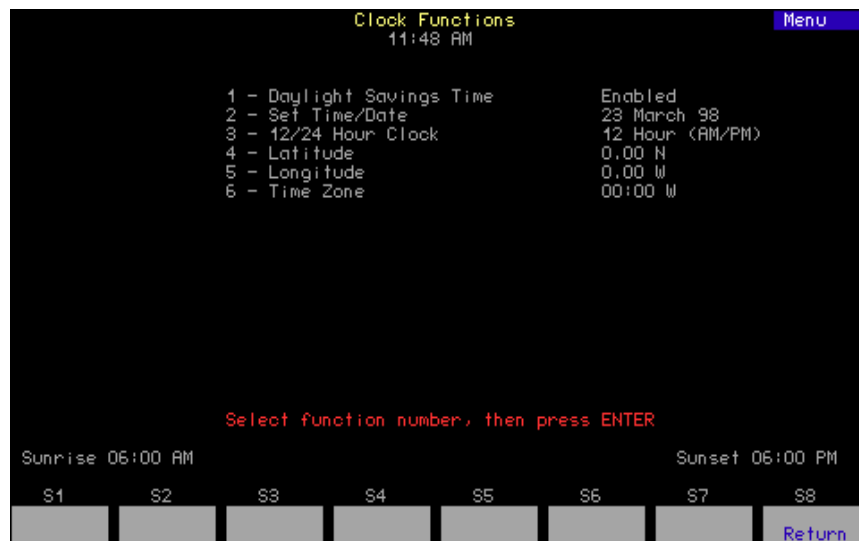 Clock Functions Menu
11:48 AM
1 - Daylight Savings Time Enabled
2 - Set Time/Date 23 March 98
3 - 12/24 Hour Clock 12 Hour (AM/PM)
4 - Latitude 0.00 N
5 - Longitude 0.00 W
6 - Time Zone 00:00 W
Select function number, then press ENTER
Sunrise 06:00 AM Sunset 06:00 PM
S1 S2 S3 S4 S5 S6 S7 S8
Return